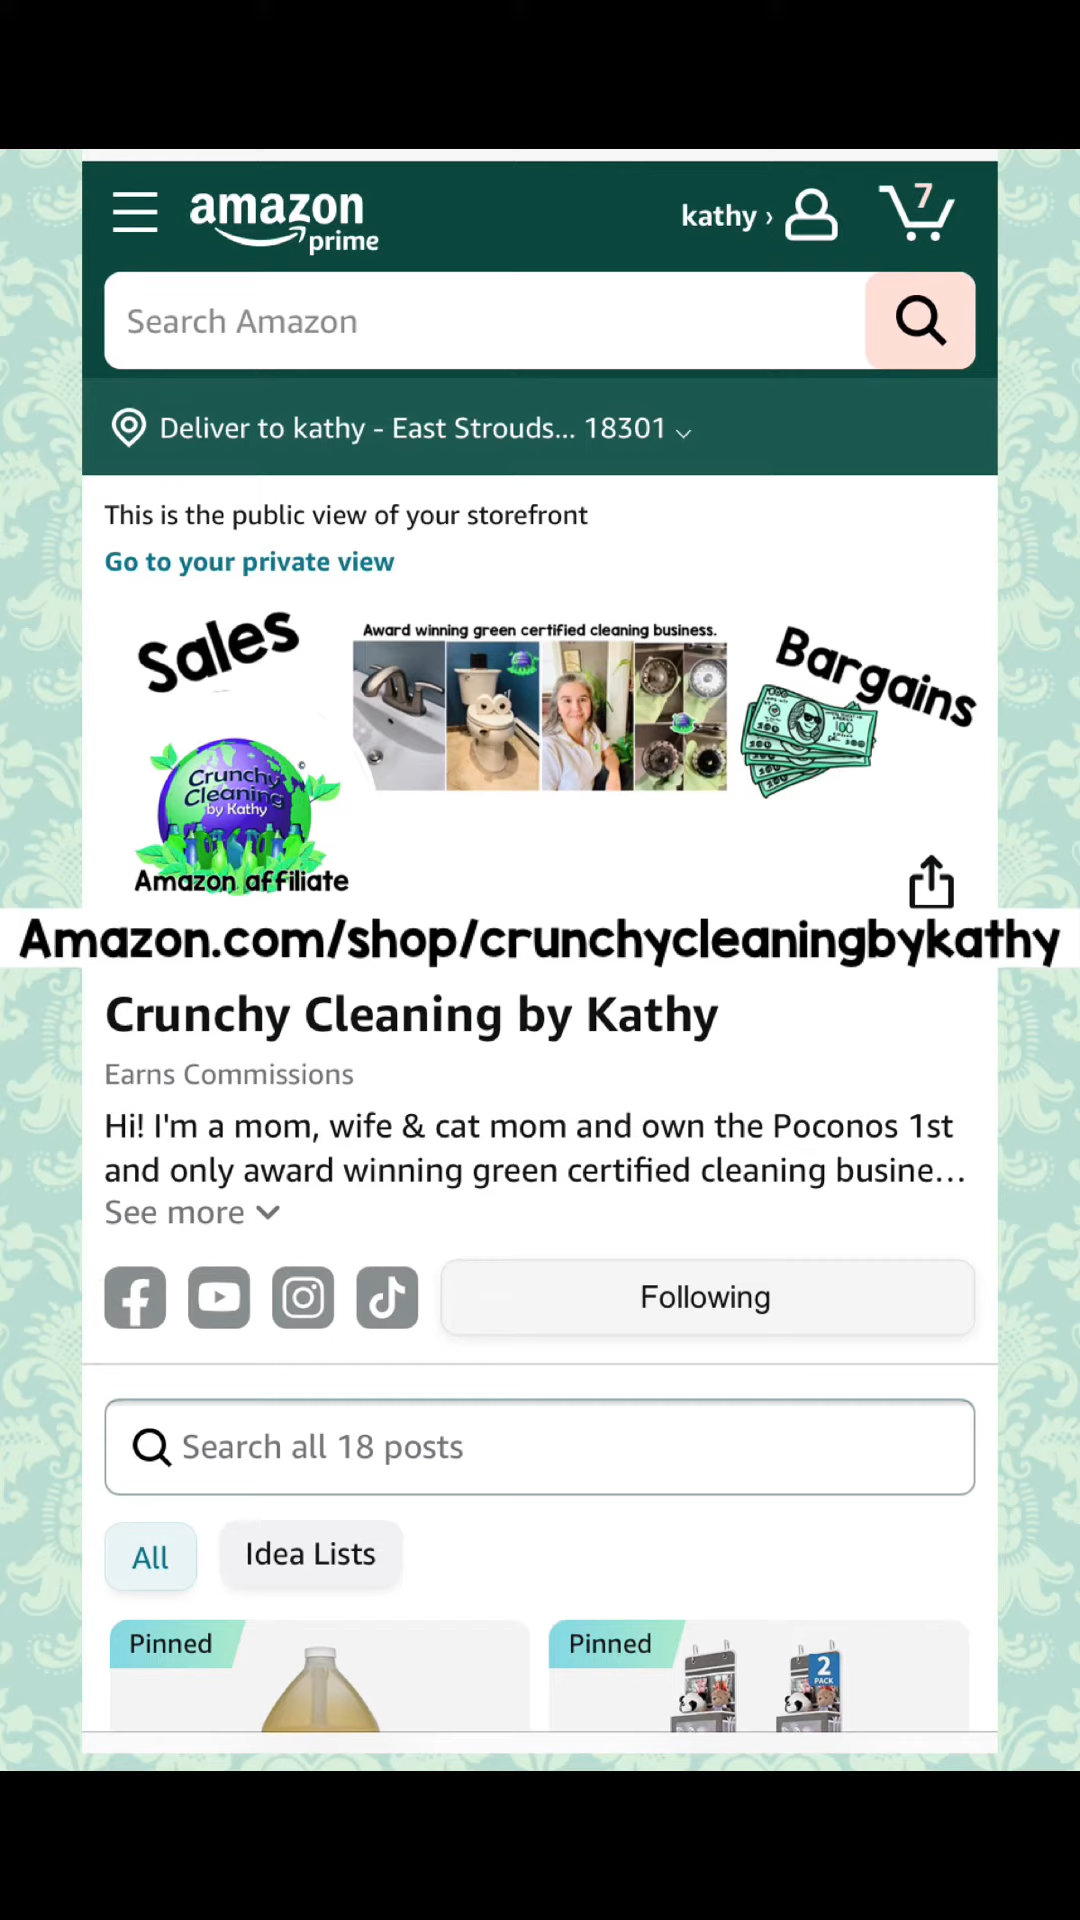 amazon
prime
kathy ›
7
Search Amazon
Deliver to kathy - East Strouds... 18301
This is the public view of your storefront
Go to your private view
Sales
Award winning green certified cleaning business.
Bargains
100
Crunchy
Cleaning
by Kathy
©
Amazon affiliate
Amazon.com/shop/crunchycleaningbykathy
Crunchy Cleaning by Kathy
Earns Commissions
Hi! I'm a mom, wife & cat mom and own the Poconos 1st
and only award winning green certified cleaning busine...
See more
Following
Search all 18 posts
All
Idea Lists
Pinned
Pinned
2
PACK